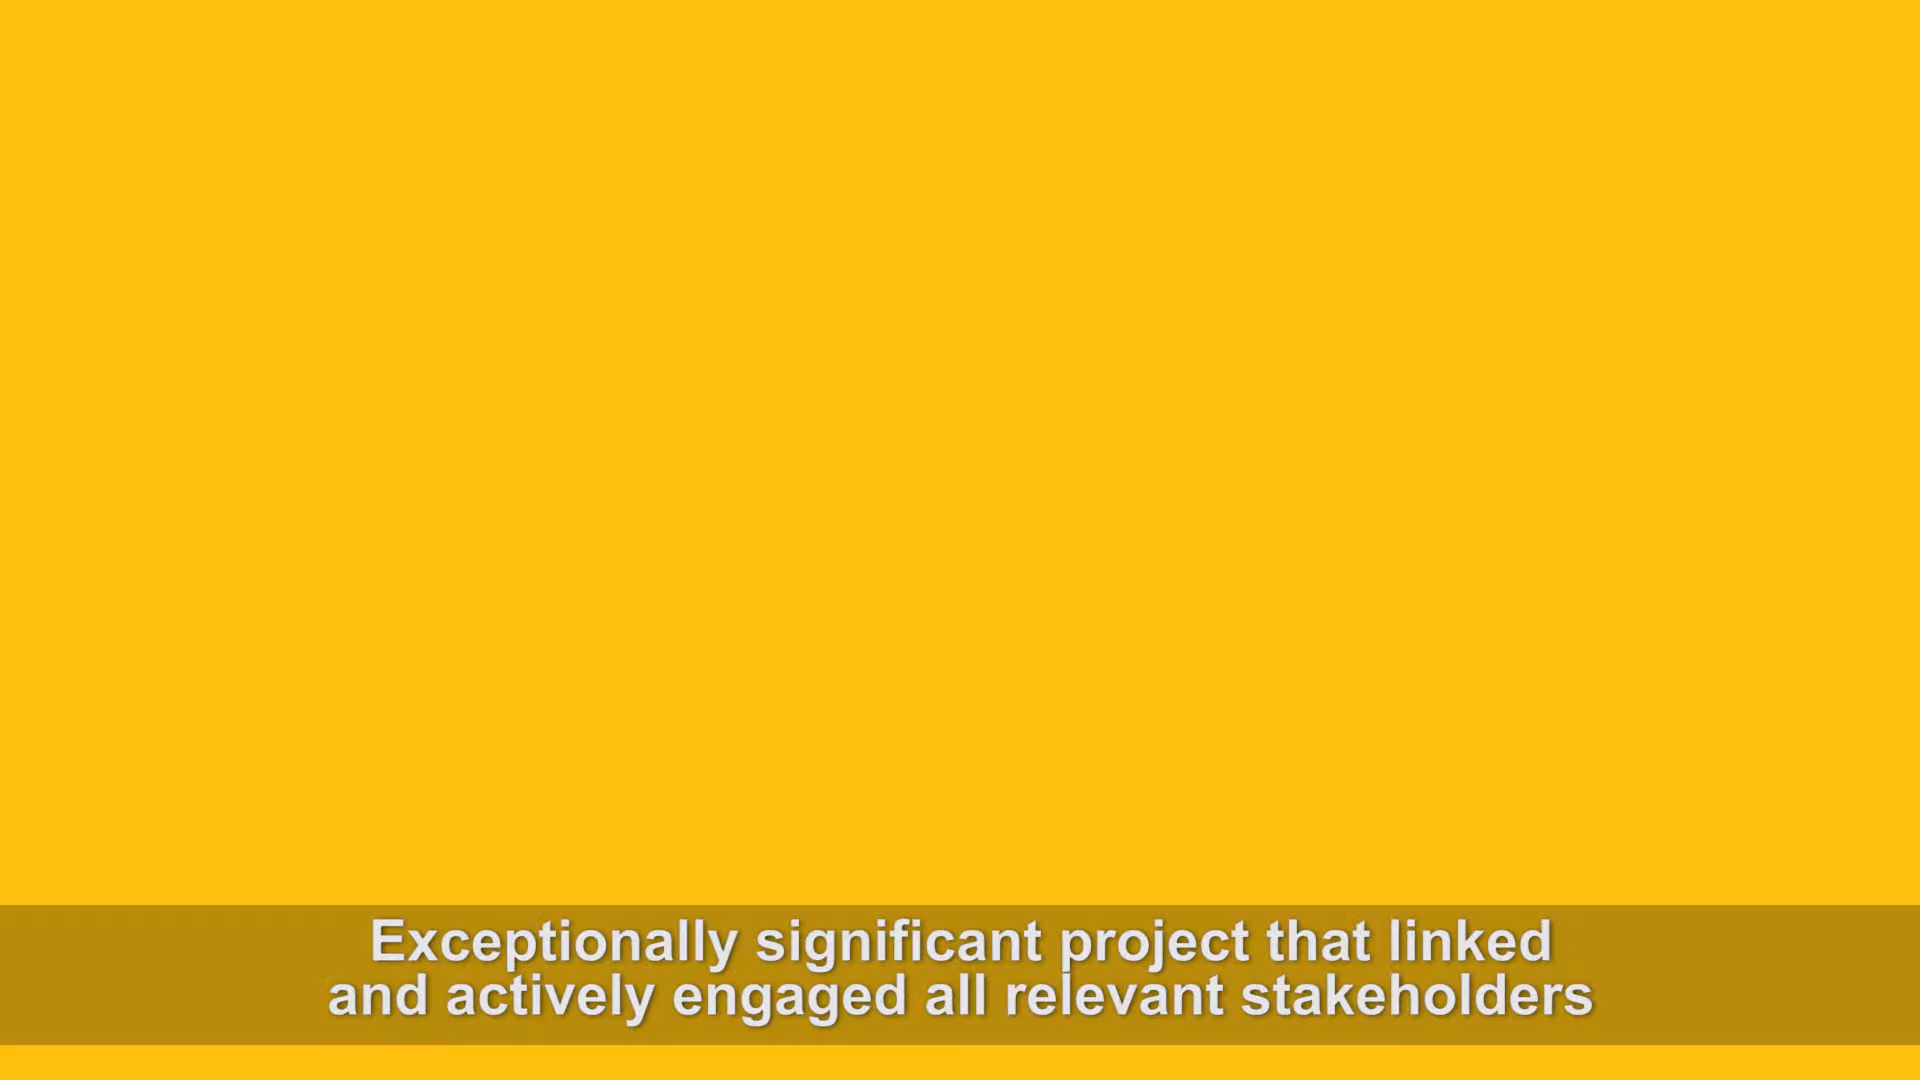 Exceptionally significant project that linked
and actively engaged all relevant stakeholders